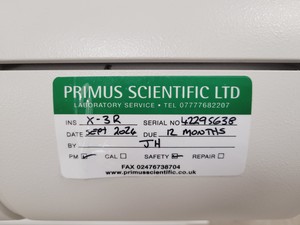 PRIMUS SCIENTIFIC LTD
LABORATORY SERVICE • TEL 07777682207
INS X-3R SERIAL NO 42295638
DATE SEPT 2024 DUE 12 MONTHS
BY JH
PM ☑ CAL ☐ SAFETY ☑ REPAIR ☐
FAX 02476738704
www.primusscientific.co.uk